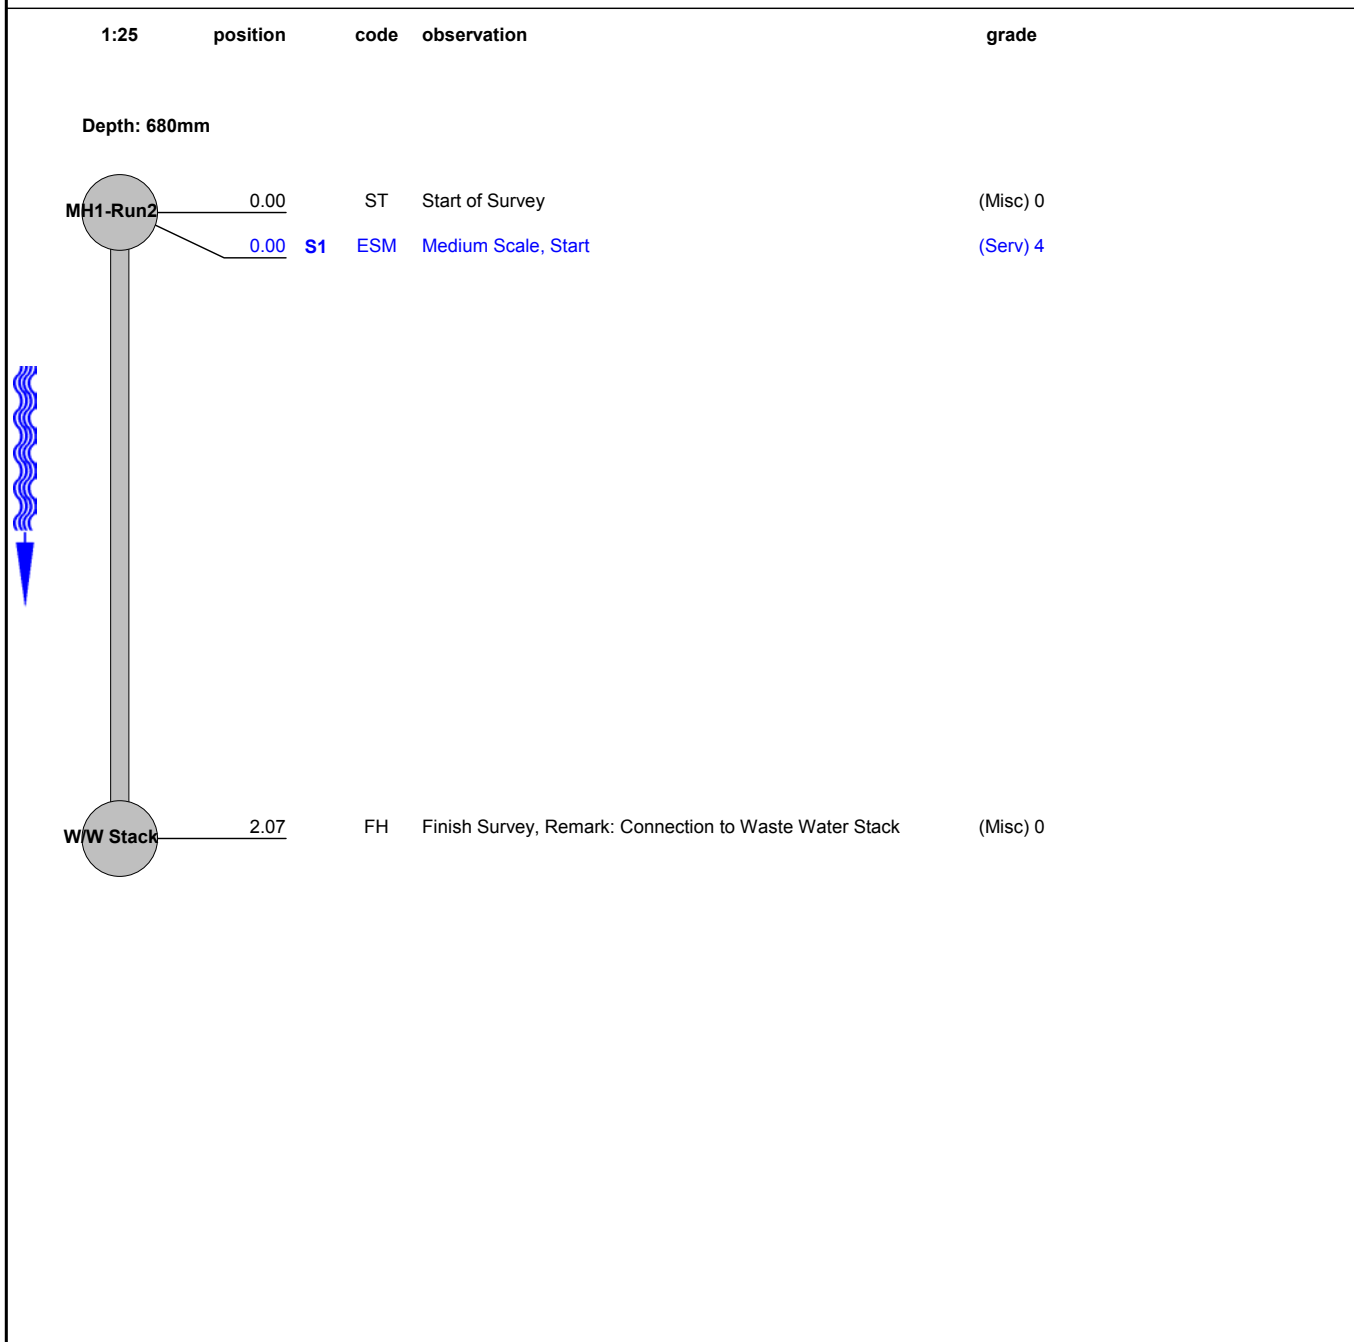 1:25 position code observation grade
Depth: 680mm
MH1-Run2 0.00 ST Start of Survey (Misc) 0
0.00 S1 ESM Medium Scale, Start (Serv) 4
W/W Stack 2.07 FH Finish Survey, Remark: Connection to Waste Water Stack (Misc) 0